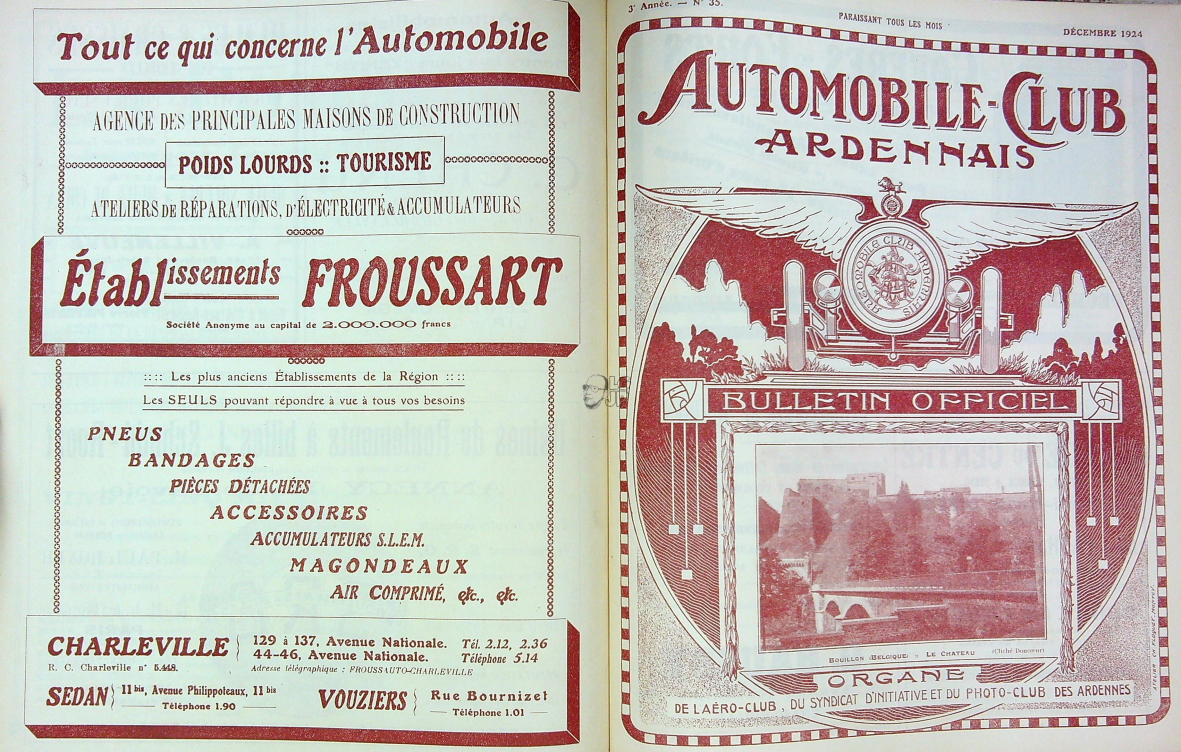 Tout ce qui concerne l'Automobile
AGENCE DES PRINCIPALES MAISONS DE CONSTRUCTION
POIDS LOURDS :: TOURISME
ATELIERS DE RÉPARATIONS, D'ÉLECTRICITÉ & ACCUMULATEURS
Établissements FROUSSART
Société Anonyme au capital de 2.000.000 francs
:::: Les plus anciens Établissements de la Région ::::
Les SEULS pouvant répondre à vue à tous vos besoins
PNEUS
BANDAGES
PIÈCES DÉTACHÉES
ACCESSOIRES
ACCUMULATEURS S.L.E.M.
MAGONDEAUX
AIR COMPRIMÉ, etc., etc.
CHARLEVILLE
R. C. Charleville n° 5.448.
129 à 137, Avenue Nationale. Tél. 2.12, 2.36
44-46, Avenue Nationale. Téléphone 5.14
Adresse télégraphique : FROUSSAUTO-CHARLEVILLE
SEDAN
11 bis, Avenue Philippoteaux, 11 bis
Téléphone 1.90
VOUZIERS
Rue Bournizet
Téléphone 1.01
3e Année. — N° 35.
PARAISSANT TOUS LES MOIS
DÉCEMBRE 1924
AUTOMOBILE-CLUB
ARDENNAIS
AUTOMOBILE CLUB ARDENNAIS
BULLETIN OFFICIEL
BOUILLON (BELGIQUE) LE CHATEAU
(Cliché Donceur)
ORGANE
DE L'AÉRO-CLUB, DU SYNDICAT D'INITIATIVE ET DU PHOTO-CLUB DES ARDENNES